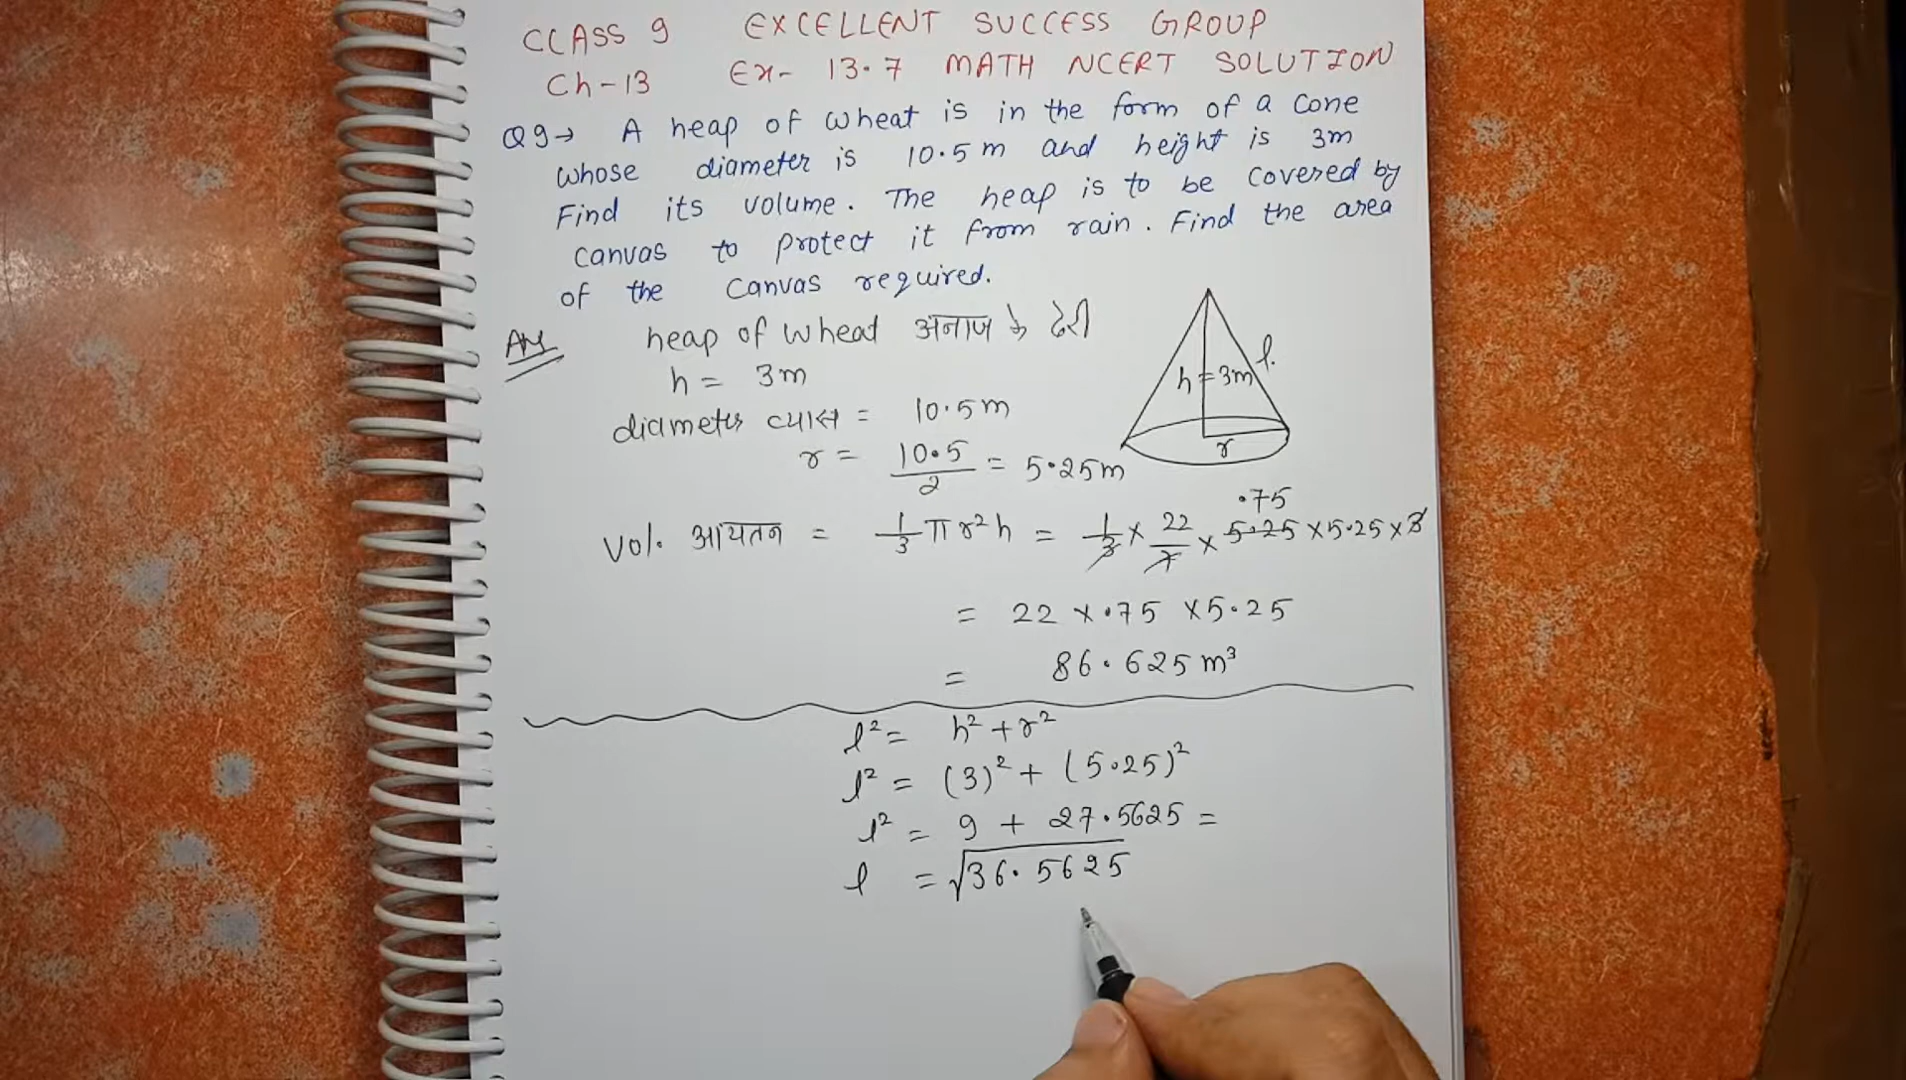 CLASS 9 EXCELLENT SUCCESS GROUP
Ch-13 Ex- 13.7 MATH NCERT SOLUTION
Q9→ A heap of wheat is in the form of a cone
whose diameter is 10.5 m and height is 3m
Find its volume. The heap is to be covered by
canvas to protect it from rain. Find the area
of the canvas required.
Ans heap of wheat अनाज के ढेरी
h = 3m
diameter व्यास = 10.5m
r = 10.5/2 = 5.25m
h = 3m
l
r
.75
Vol. आयतन = 1/3 π r² h = 1/3 × 22/7 × 5.25 × 5.25 × 3
= 22 × .75 × 5.25
= 86.625 m³
l² = h² + r²
l² = (3)² + (5.25)²
l² = 9 + 27.5625 =
l = √36.5625